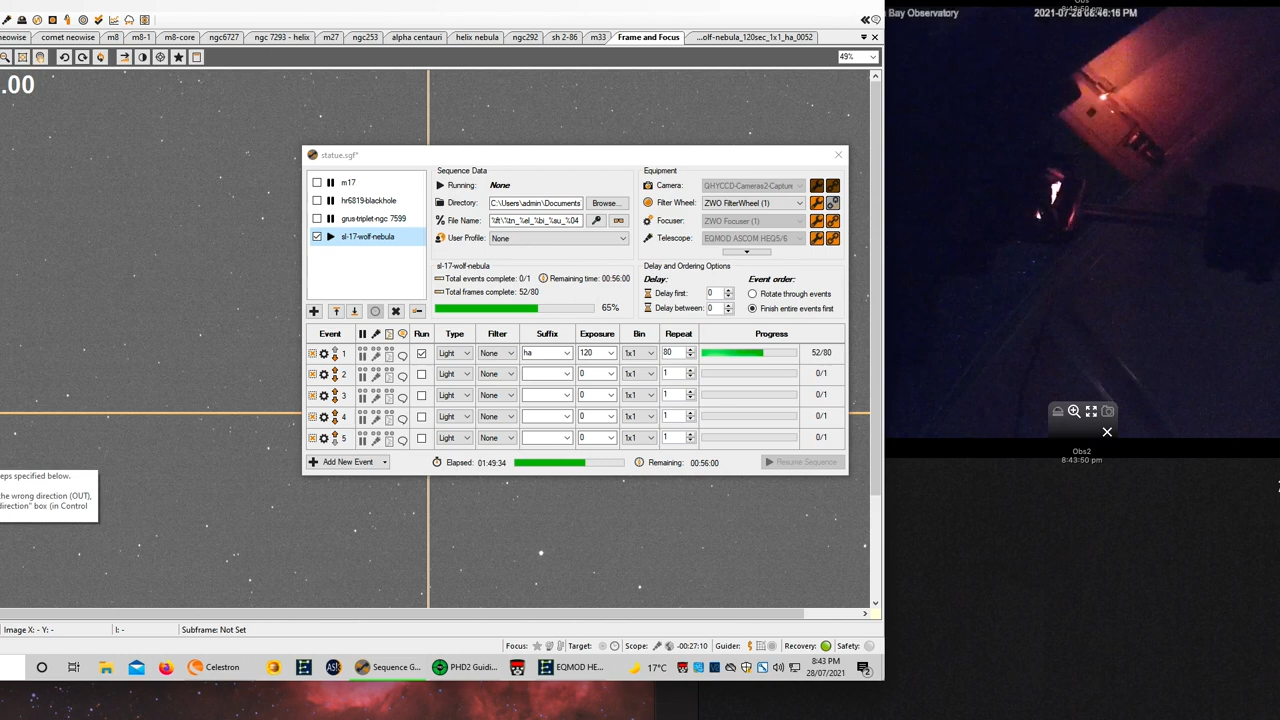 neowise comet neowise m8 m8-1 m8-core ngc6727 ngc 7293 - helix m27 ngc253 alpha centauri helix nebula ngc292 sh 2-86 m33 Frame and Focus ...olf-nebula_120sec_1x1_ha_0052
49%
.00
statue.sgf*
m17
hr6819-blackhole
grus-triplet-ngc 7599
sl-17-wolf-nebula
Sequence Data
Running: None
Directory: C:\Users\admin\Documents Browse...
File Name: %ft\%tn_%el_%bi_%su_%04
User Profile: None
Equipment
Camera: QHYCCD-Cameras2-Capture
Filter Wheel: ZWO FilterWheel (1)
Focuser: ZWO Focuser (1)
Telescope: EQMOD ASCOM HEQ5/6
sl-17-wolf-nebula
Total events complete: 0/1 Remaining time: 00:56:00
Total frames complete: 52/80
65%
Delay and Ordering Options
Delay: Event order:
Delay first: 0 Rotate through events
Delay between: 0 Finish entire events first
Event Run Type Filter Suffix Exposure Bin Repeat Progress
1 Light None ha 120 1x1 80 52/80
2 Light None 0 1x1 1 0/1
3 Light None 0 1x1 1 0/1
4 Light None 0 1x1 1 0/1
5 Light None 0 1x1 1 0/1
Add New Event Elapsed: 01:49:34 Remaining: 00:56:00 Resume Sequence
eps specified below.
he wrong direction (OUT),
direction" box (in Control
Image X: - Y: - I: - Subframe: Not Set
Focus: Target: Scope: -00:27:10 Guider: Recovery: Safety:
Celestron Sequence G... PHD2 Guidi... EQMOD HE... 17°C 8:43 PM
28/07/2021
2
Bay Observatory 2021-07-28 08:46:16 PM
Obs2
8:43:50 pm